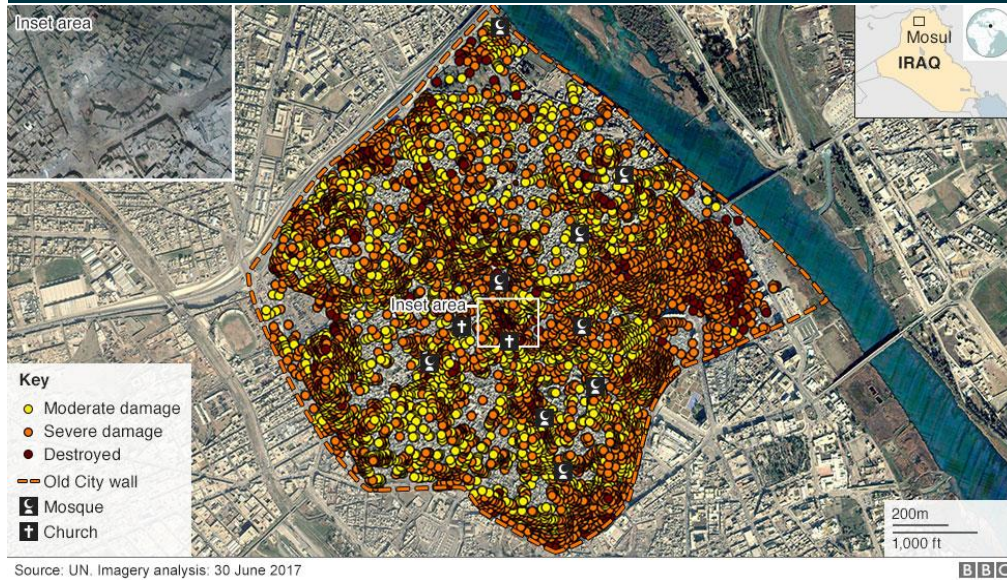 Inset area
Mosul
IRAQ
Inset area
Key
Moderate damage
Severe damage
Destroyed
Old City wall
Mosque
Church
200m
1,000 ft
Source: UN. Imagery analysis: 30 June 2017
BBC